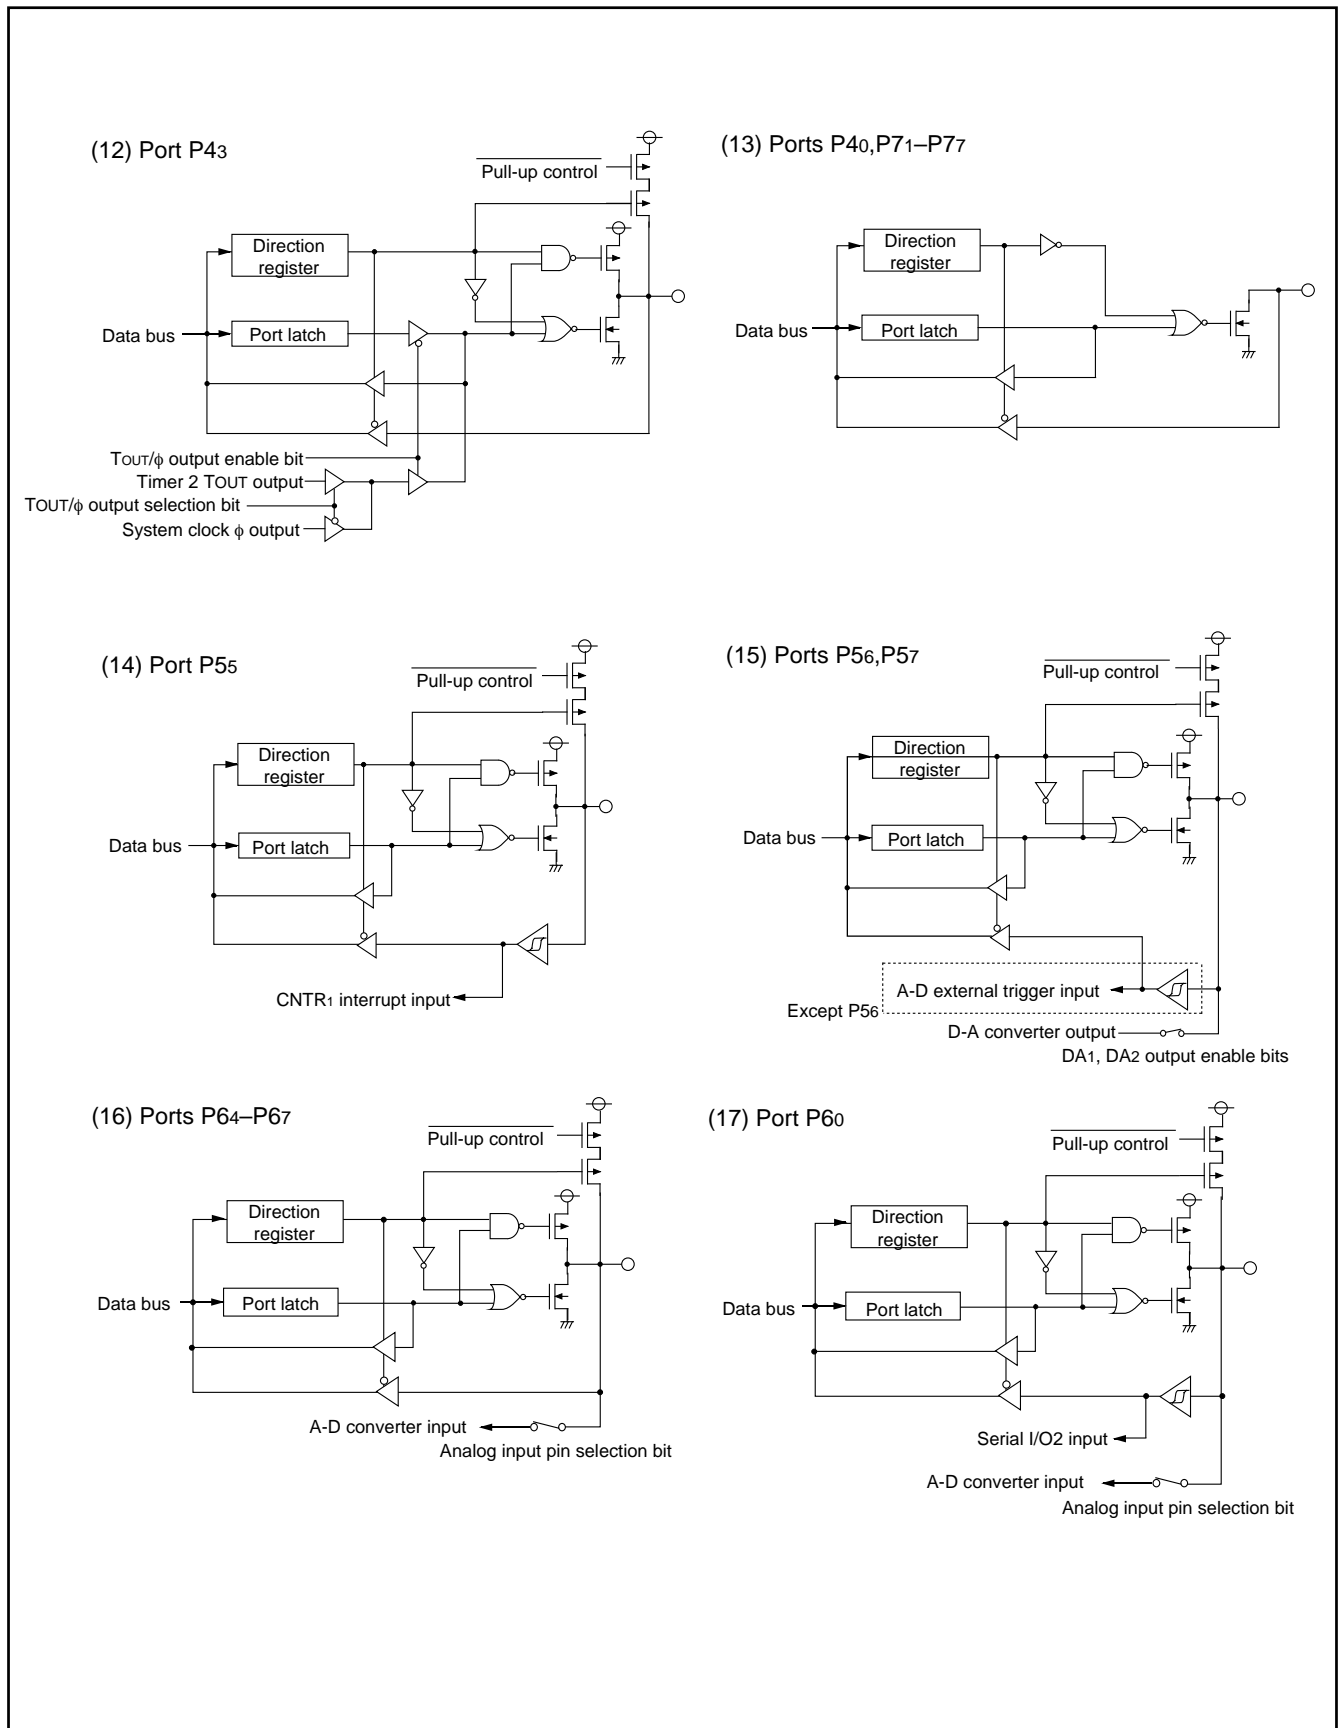 (12) Port P43
Pull-up control
Direction
register
Data bus
Port latch
TOUT/ϕ output enable bit
Timer 2 TOUT output
TOUT/ϕ output selection bit
System clock ϕ output
(13) Ports P40,P71–P77
Direction
register
Data bus
Port latch
(14) Port P55
Pull-up control
Direction
register
Data bus
Port latch
CNTR1 interrupt input
(15) Ports P56,P57
Pull-up control
Direction
register
Data bus
Port latch
A-D external trigger input
Except P56
D-A converter output
DA1, DA2 output enable bits
(16) Ports P64–P67
Pull-up control
Direction
register
Data bus
Port latch
A-D converter input
Analog input pin selection bit
(17) Port P60
Pull-up control
Direction
register
Data bus
Port latch
Serial I/O2 input
A-D converter input
Analog input pin selection bit